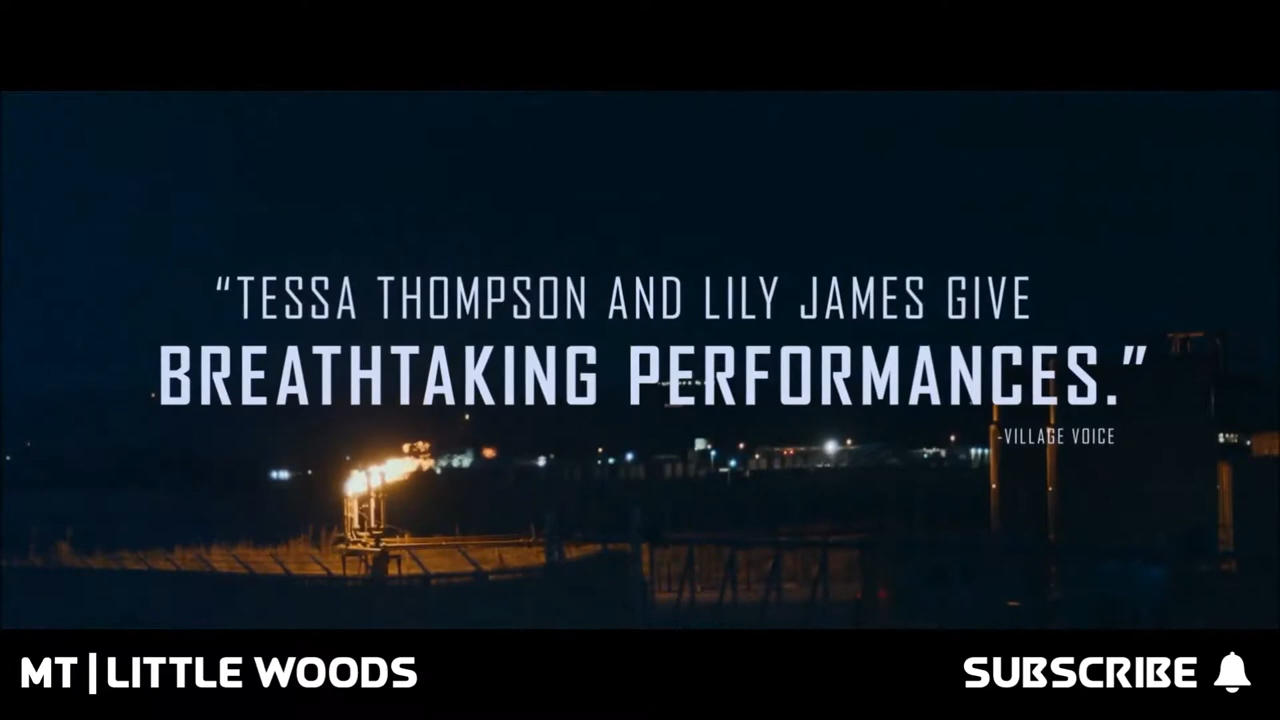 “TESSA THOMPSON AND LILY JAMES GIVE
BREATHTAKING PERFORMANCES.”
-VILLAGE VOICE
MT|LITTLE WOODS
SUBSCRIBE